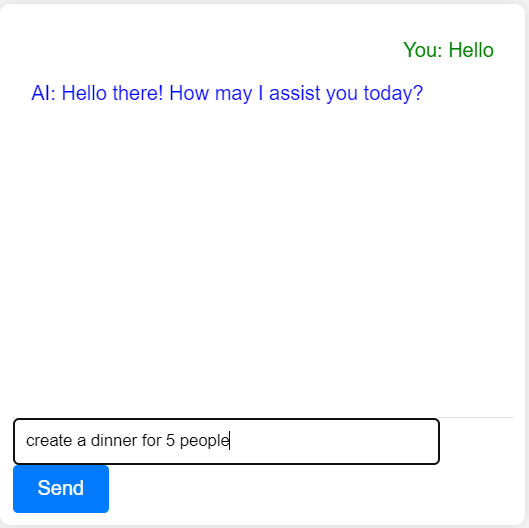 You: Hello
AI: Hello there! How may I assist you today?
create a dinner for 5 people
Send